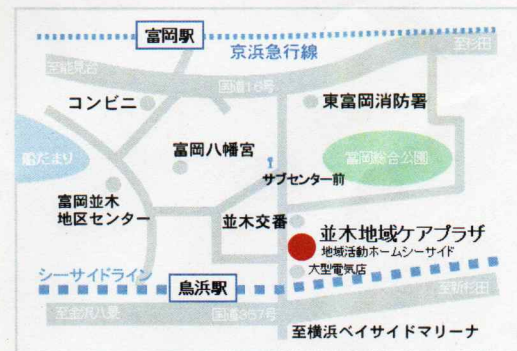 富岡駅
京浜急行線
至杉田
至能見台
国道16号
コンビニ
東富岡消防署
船だまり
富岡八幡宮
富岡総合公園
サブセンター前
富岡並木
地区センター
並木交番
並木地域ケアプラザ
地域活動ホームシーサイド
大型電気店
シーサイドライン
鳥浜駅
至新杉田
至金沢八景
国道357号
至横浜ベイサイドマリーナ